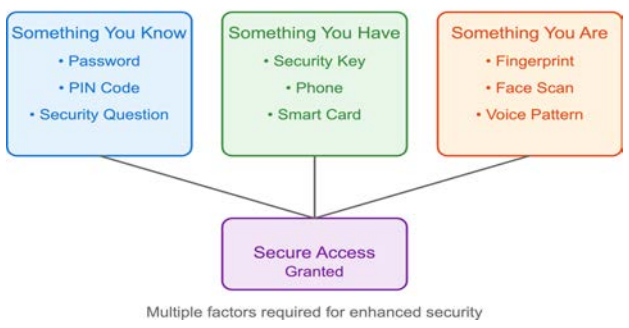 Something You Know
• Password
• PIN Code
• Security Question
Something You Have
• Security Key
• Phone
• Smart Card
Something You Are
• Fingerprint
• Face Scan
• Voice Pattern
Secure Access
Granted
Multiple factors required for enhanced security